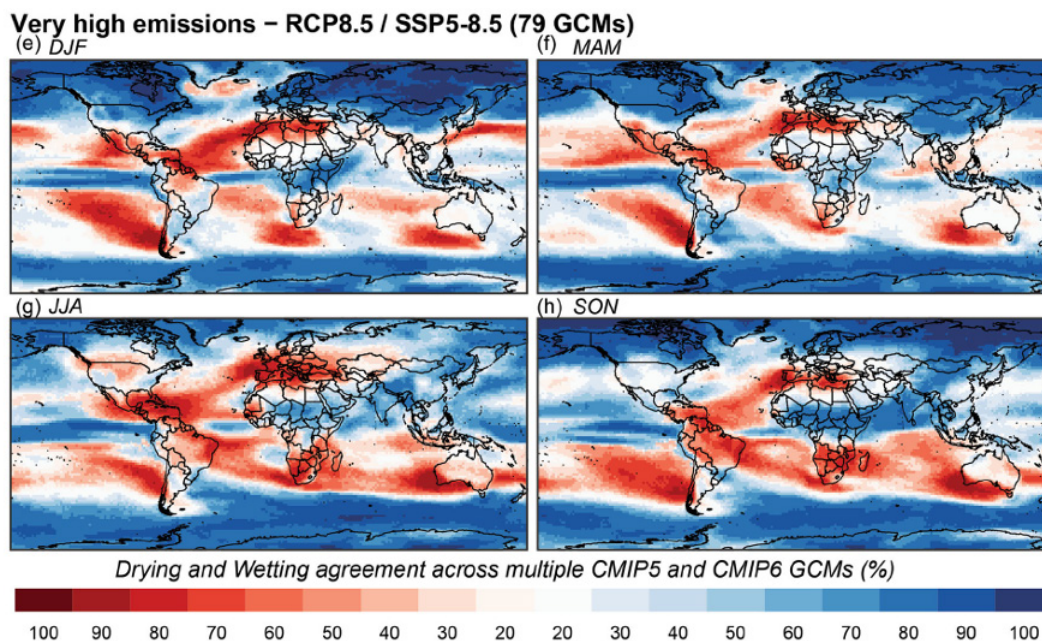 Very high emissions − RCP8.5 / SSP5-8.5 (79 GCMs)
(e) DJF
(f) MAM
(g) JJA
(h) SON
Drying and Wetting agreement across multiple CMIP5 and CMIP6 GCMs (%)
100 90 80 70 60 50 40 30 20 20 30 40 50 60 70 80 90 100